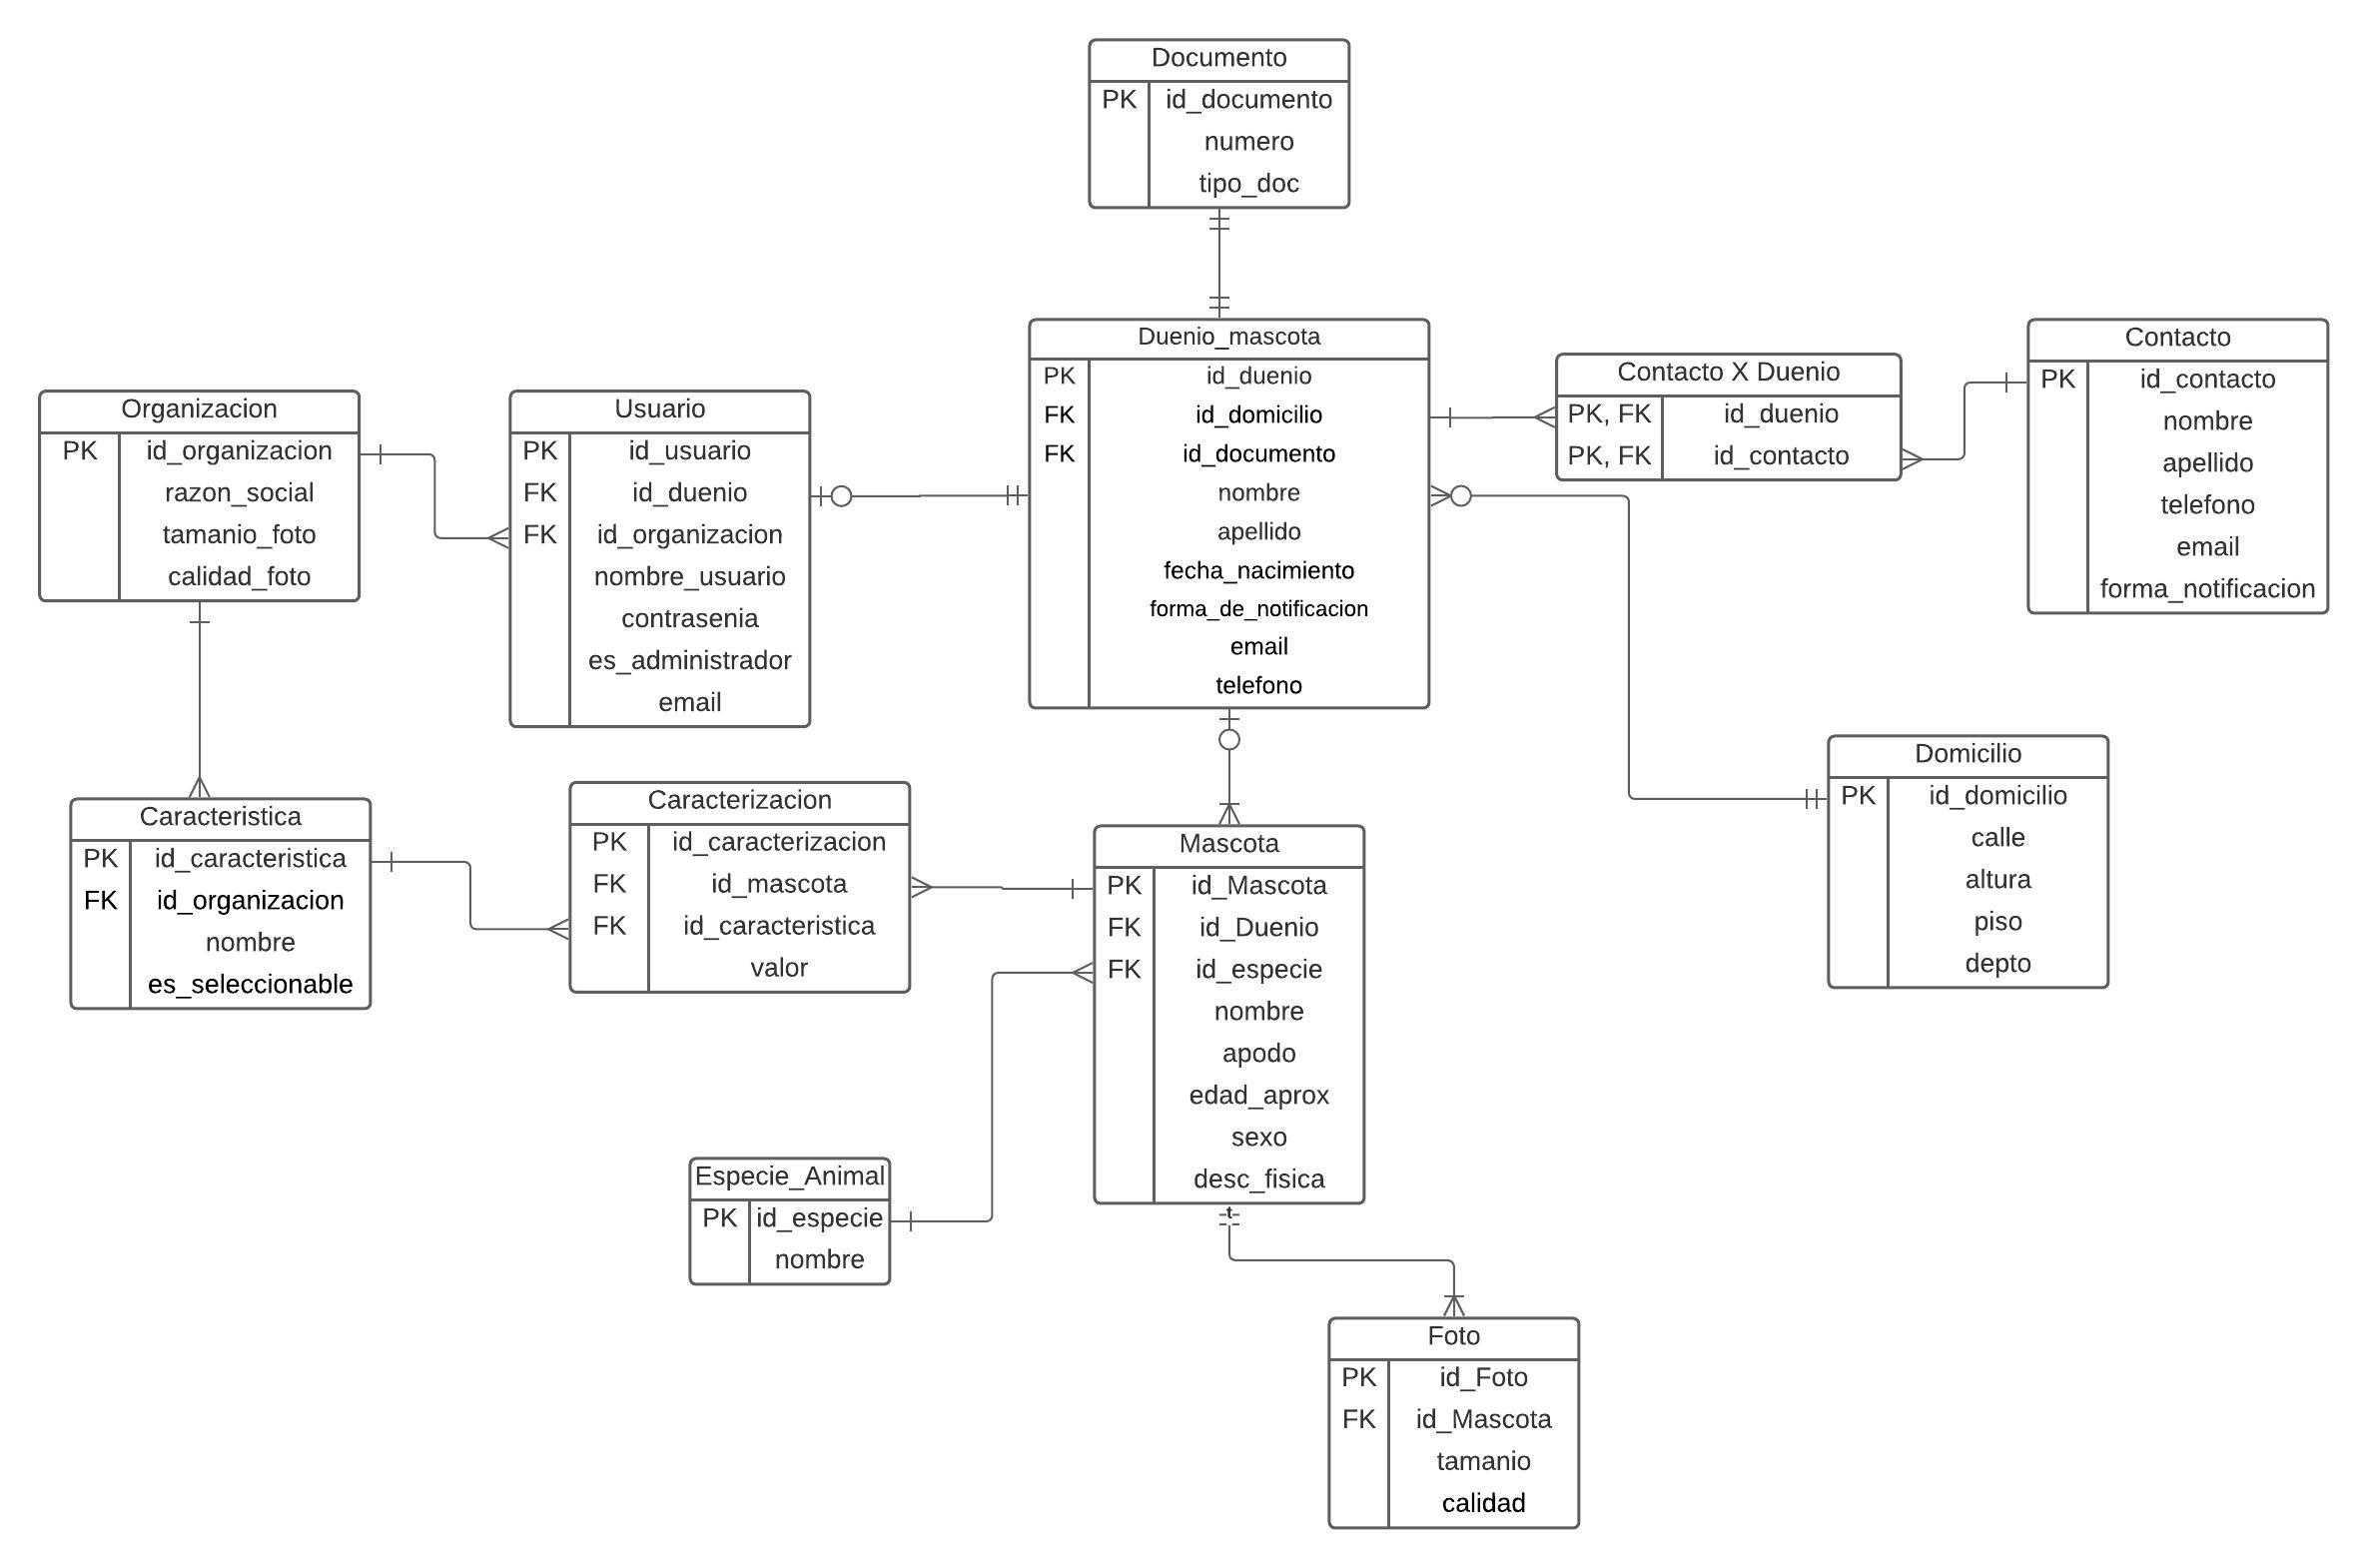 Documento
PK id_documento
numero
tipo_doc
Duenio_mascota
PK id_duenio
FK id_domicilio
FK id_documento
nombre
apellido
fecha_nacimiento
forma_de_notificacion
email
telefono
Contacto X Duenio
PK, FK id_duenio
PK, FK id_contacto
Contacto
PK id_contacto
nombre
apellido
telefono
email
forma_notificacion
Organizacion
PK id_organizacion
razon_social
tamanio_foto
calidad_foto
Usuario
PK id_usuario
FK id_duenio
FK id_organizacion
nombre_usuario
contrasenia
es_administrador
email
Domicilio
PK id_domicilio
calle
altura
piso
depto
Caracteristica
PK id_caracteristica
FK id_organizacion
nombre
es_seleccionable
Caracterizacion
PK id_caracterizacion
FK id_mascota
FK id_caracteristica
valor
Mascota
PK id_Mascota
FK id_Duenio
FK id_especie
nombre
apodo
edad_aprox
sexo
desc_fisica
t
Especie_Animal
PK id_especie
nombre
Foto
PK id_Foto
FK id_Mascota
tamanio
calidad